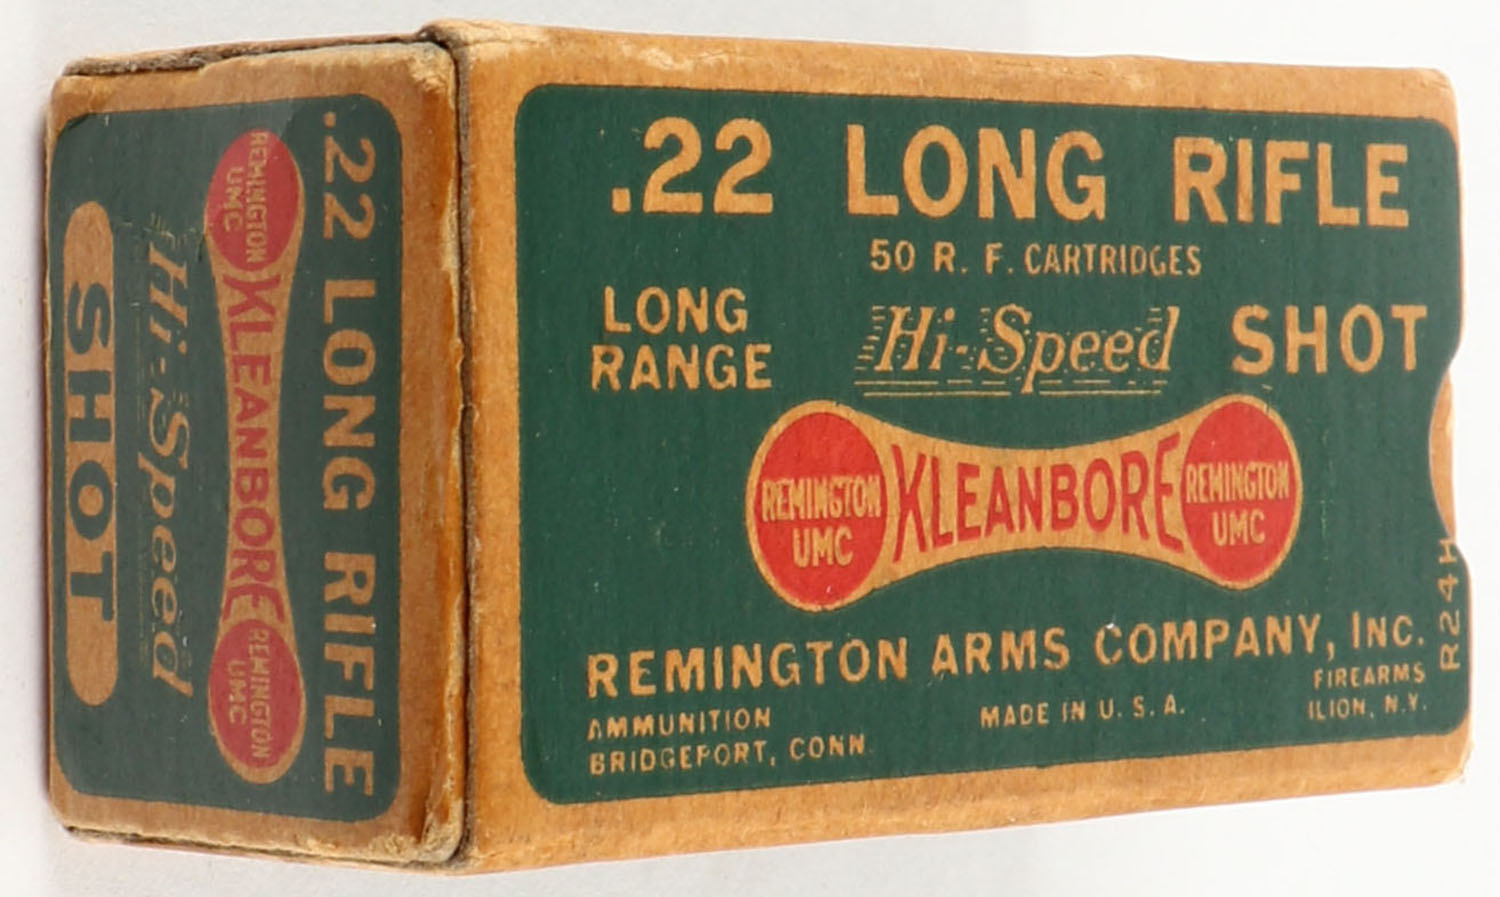 .22 LONG RIFLE
50 R. F. CARTRIDGES
LONG RANGE
Hi-Speed
SHOT
REMINGTON
UMC
KLEANBORE
REMINGTON
UMC
REMINGTON ARMS COMPANY, INC.
AMMUNITION
BRIDGEPORT, CONN.
MADE IN U. S. A.
FIREARMS
ILION, N.Y.
R24H
.22 LONG RIFLE
REMINGTON
UMC
KLEANBORE
REMINGTON
UMC
Hi-Speed
SHOT